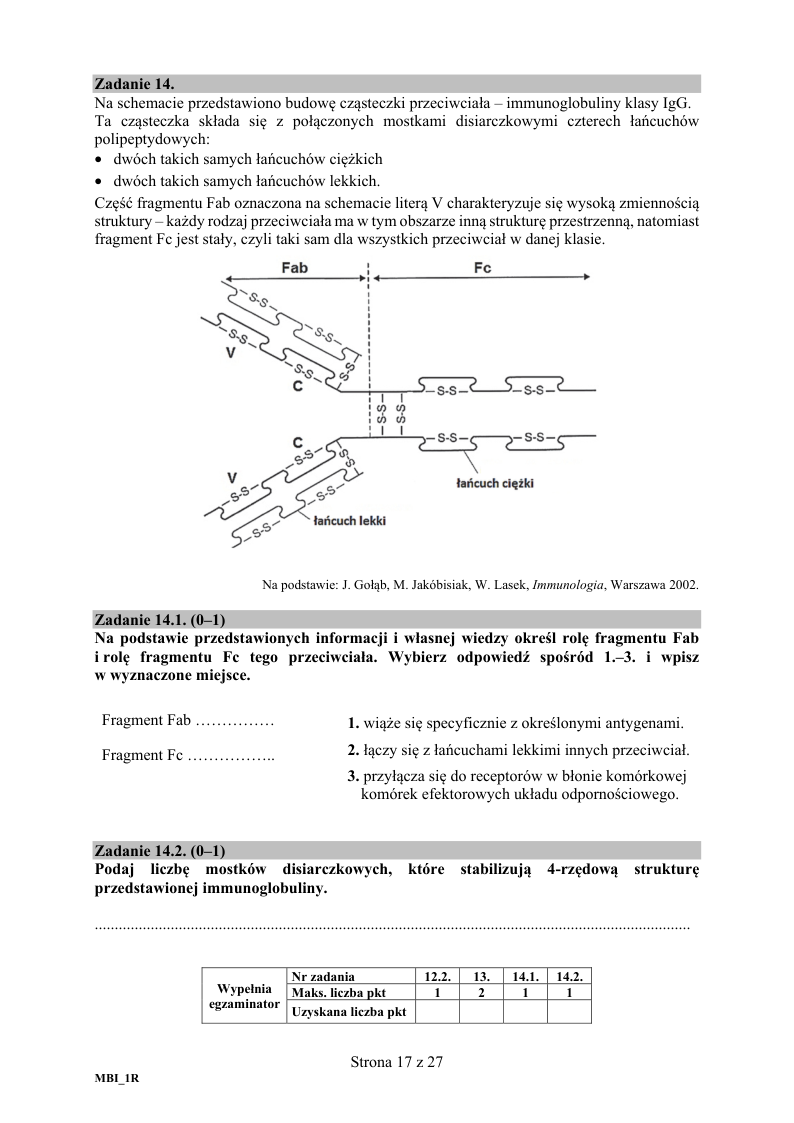 Zadanie 14.
Na schemacie przedstawiono budowę cząsteczki przeciwciała – immunoglobuliny klasy IgG.
Ta cząsteczka składa się z połączonych mostkami disiarczkowymi czterech łańcuchów
polipeptydowych:
• dwóch takich samych łańcuchów ciężkich
• dwóch takich samych łańcuchów lekkich.
Część fragmentu Fab oznaczona na schemacie literą V charakteryzuje się wysoką zmiennością
struktury – każdy rodzaj przeciwciała ma w tym obszarze inną strukturę przestrzenną, natomiast
fragment Fc jest stały, czyli taki sam dla wszystkich przeciwciał w danej klasie.
Fab Fc
S-S
S-S
S-S
V
S-S
S-S
C
S-S S-S
S-S S-S
S-S S-S
C
S-S
S-S
V
S-S
S-S
S-S
łańcuch ciężki
łańcuch lekki
Na podstawie: J. Gołąb, M. Jakóbisiak, W. Lasek, Immunologia, Warszawa 2002.
Zadanie 14.1. (0–1)
Na podstawie przedstawionych informacji i własnej wiedzy określ rolę fragmentu Fab
i rolę fragmentu Fc tego przeciwciała. Wybierz odpowiedź spośród 1.–3. i wpisz
w wyznaczone miejsce.
Fragment Fab ……………
Fragment Fc ……………..
1. wiąże się specyficznie z określonymi antygenami.
2. łączy się z łańcuchami lekkimi innych przeciwciał.
3. przyłącza się do receptorów w błonie komórkowej
komórek efektorowych układu odpornościowego.
Zadanie 14.2. (0–1)
Podaj liczbę mostków disiarczkowych, które stabilizują 4-rzędową strukturę
przedstawionej immunoglobuliny.
......................................................................................................................................................
Wypełnia
egzaminator
Nr zadania 12.2. 13. 14.1. 14.2.
Maks. liczba pkt 1 2 1 1
Uzyskana liczba pkt
Strona 17 z 27
MBI_1R